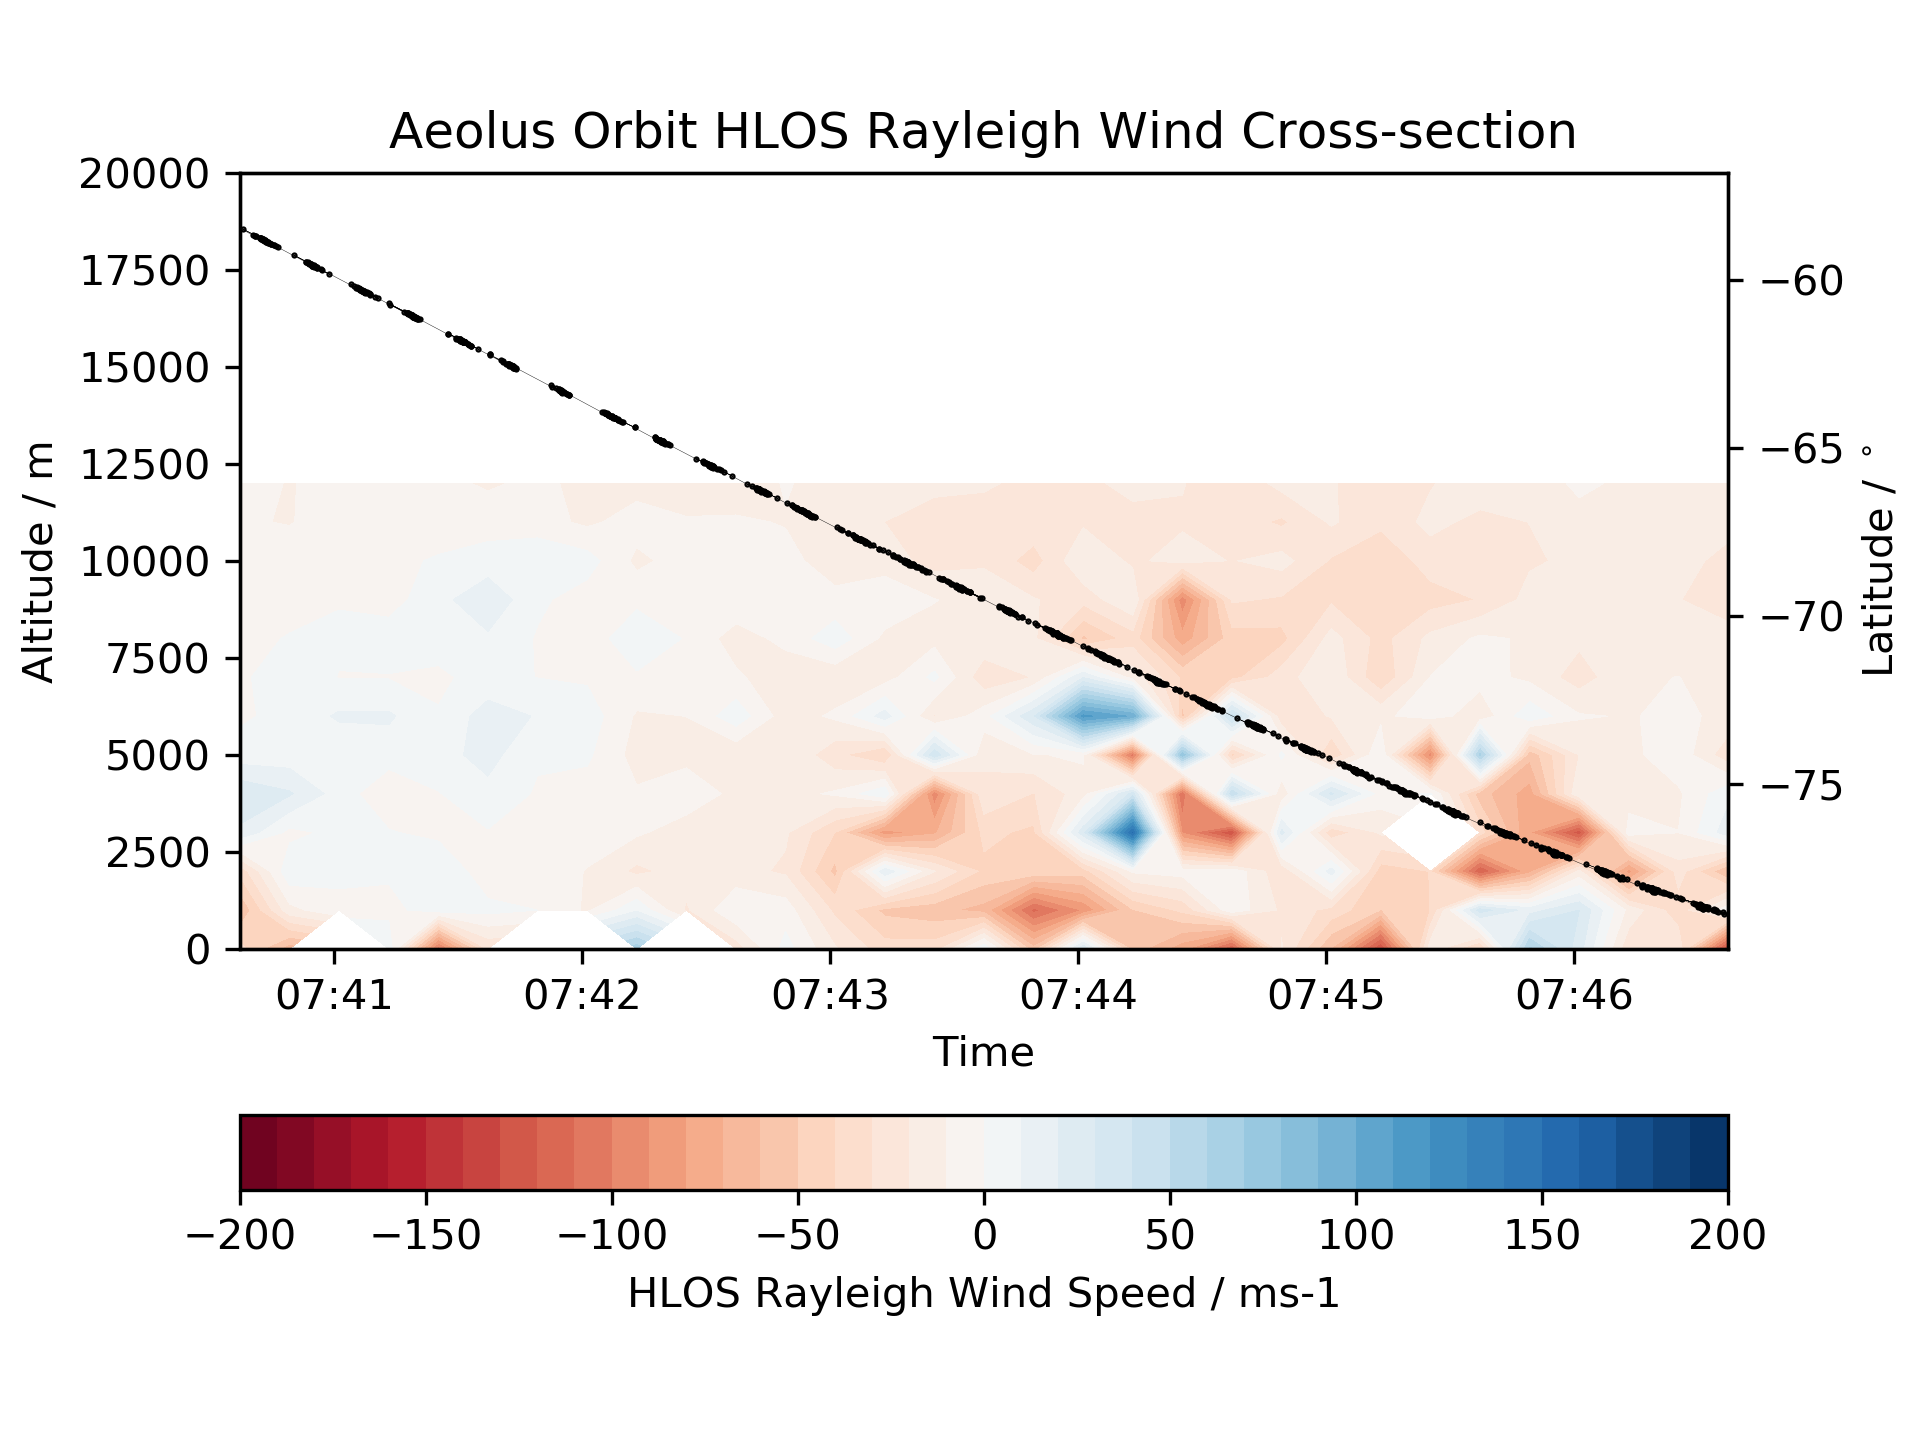 Aeolus Orbit HLOS Rayleigh Wind Cross-section
20000
17500
15000
12500
10000
7500
5000
2500
0
Altitude / m
−60
−65
−70
−75
Latitude / °
07:41 07:42 07:43 07:44 07:45 07:46
Time
−200 −150 −100 −50 0 50 100 150 200
HLOS Rayleigh Wind Speed / ms-1